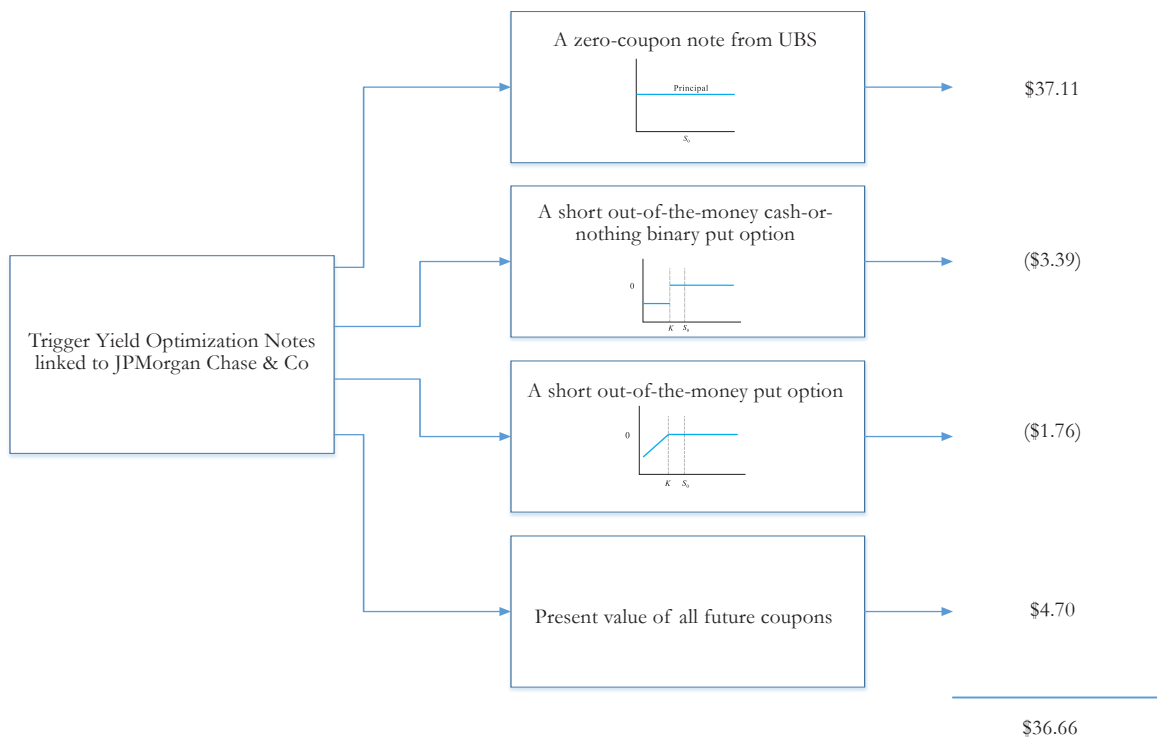 A zero-coupon note from UBS
Principal
S0
$37.11
A short out-of-the-money cash-or-
nothing binary put option
0
K
S0
($3.39)
Trigger Yield Optimization Notes
linked to JPMorgan Chase & Co
A short out-of-the-money put option
0
K
S0
($1.76)
Present value of all future coupons
$4.70
$36.66